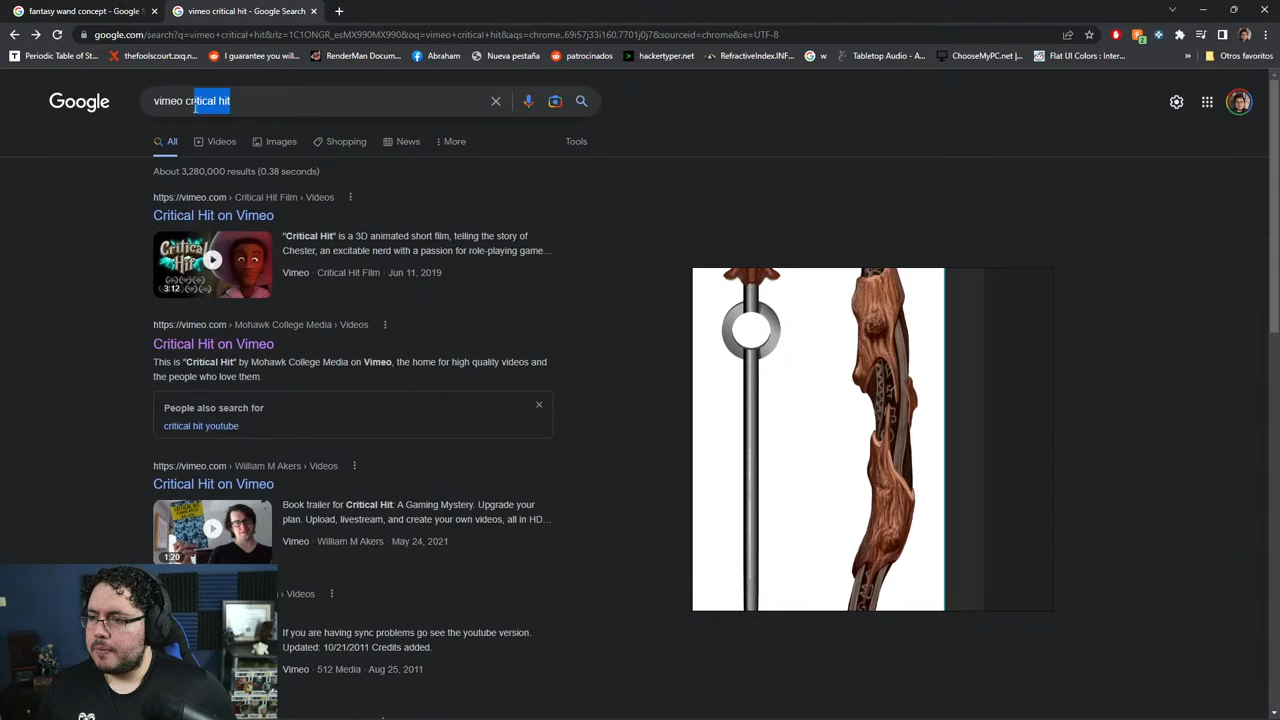 fantasy wand concept - Google S
vimeo critical hit - Google Search
google.com/search?q=vimeo+critical+hit&rlz=1C1ONGR_esMX990MX990&oq=vimeo+critical+hit&aqs=chrome..69i57j33i160.7701j0j7&sourceid=chrome&ie=UTF-8
Periodic Table of St...
thefoolscourt.zxq.n...
I guarantee you will...
RenderMan Docum...
Abraham
Nueva pestaña
patrocinados
hackertyper.net
RefractiveIndex.INF...
w
Tabletop Audio - A...
ChooseMyPC.net |...
Flat UI Colors | Inter...
Otros favoritos
Google
vimeo critical hit
All
Videos
Images
Shopping
News
More
Tools
About 3,280,000 results (0.38 seconds)
https://vimeo.com › Critical Hit Film › Videos
Critical Hit on Vimeo
Critical Hit
3:12
"Critical Hit" is a 3D animated short film, telling the story of
Chester, an excitable nerd with a passion for role-playing game...
Vimeo · Critical Hit Film · Jun 11, 2019
https://vimeo.com › Mohawk College Media › Videos
Critical Hit on Vimeo
This is "Critical Hit" by Mohawk College Media on Vimeo, the home for high quality videos and
the people who love them.
People also search for
critical hit youtube
https://vimeo.com › William M Akers › Videos
Critical Hit on Vimeo
1:20
Book trailer for Critical Hit: A Gaming Mystery. Upgrade your
plan. Upload, livestream, and create your own videos, all in HD...
Vimeo · William M Akers · May 24, 2021
› Videos
If you are having sync problems go see the youtube version.
Updated: 10/21/2011 Credits added.
Vimeo · 512 Media · Aug 25, 2011